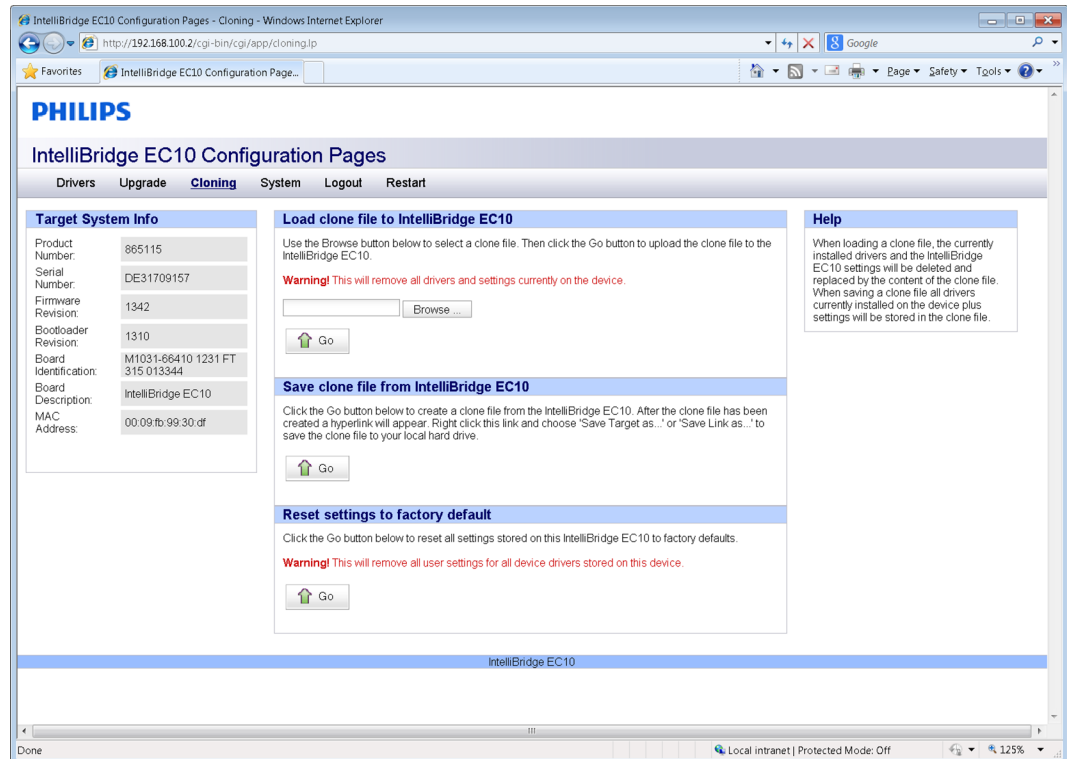 IntelliBridge EC10 Configuration Pages - Cloning - Windows Internet Explorer
http://192.168.100.2/cgi-bin/cgi/app/cloning.lp
Google
Favorites
IntelliBridge EC10 Configuration Page...
Page
Safety
Tools
PHILIPS
IntelliBridge EC10 Configuration Pages
Drivers Upgrade Cloning System Logout Restart
Target System Info
Product
Number:
865115
Serial
Number:
DE31709157
Firmware
Revision:
1342
Bootloader
Revision:
1310
Board
Identification:
M1031-66410 1231 FT
315 013344
Board
Description:
IntelliBridge EC10
MAC
Address:
00:09:fb:99:30:df
Load clone file to IntelliBridge EC10
Use the Browse button below to select a clone file. Then click the Go button to upload the clone file to the
IntelliBridge EC10.
Warning! This will remove all drivers and settings currently on the device.
Browse ...
Go
Save clone file from IntelliBridge EC10
Click the Go button below to create a clone file from the IntelliBridge EC10. After the clone file has been
created a hyperlink will appear. Right click this link and choose 'Save Target as...' or 'Save Link as...' to
save the clone file to your local hard drive.
Go
Reset settings to factory default
Click the Go button below to reset all settings stored on this IntelliBridge EC10 to factory defaults.
Warning! This will remove all user settings for all device drivers stored on this device.
Go
Help
When loading a clone file, the currently
installed drivers and the IntelliBridge
EC10 settings will be deleted and
replaced by the content of the clone file.
When saving a clone file all drivers
currently installed on the device plus
settings will be stored in the clone file.
IntelliBridge EC10
Done
Local intranet | Protected Mode: Off
125%